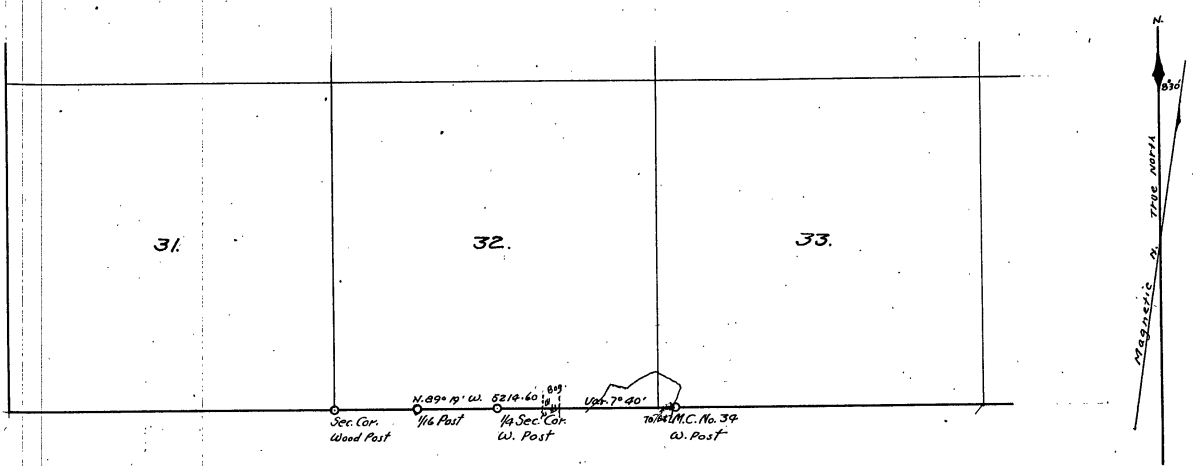 N.
8°30'
True North
Magnetic N.
31.
32.
33.
N. 89° 19' W. 5214.60'
Bog.
Var. 7° 40'
Sec. Cor.
Wood Post
1/16 Post
1/4 Sec. Cor.
W. Post
M.C. No. 34
W. Post